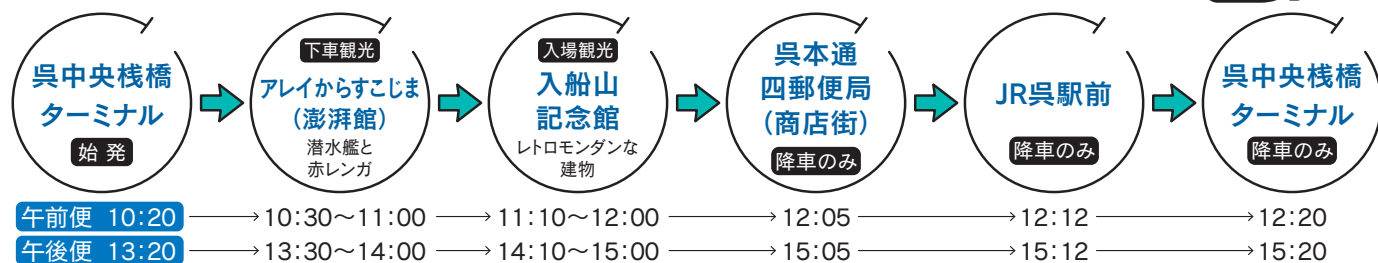 呉中央桟橋
ターミナル
始 発
下車観光
アレイからすこじま
(澎湃館)
潜水艦と
赤レンガ
入場観光
入船山
記念館
レトロモンダンな
建物
呉本通
四郵便局
(商店街)
降車のみ
JR呉駅前
降車のみ
呉中央桟橋
ターミナル
降車のみ
午前便 10:20 → 10:30〜11:00 → 11:10〜12:00 → 12:05 → 12:12 → 12:20
午後便 13:20 → 13:30〜14:00 → 14:10〜15:00 → 15:05 → 15:12 → 15:20